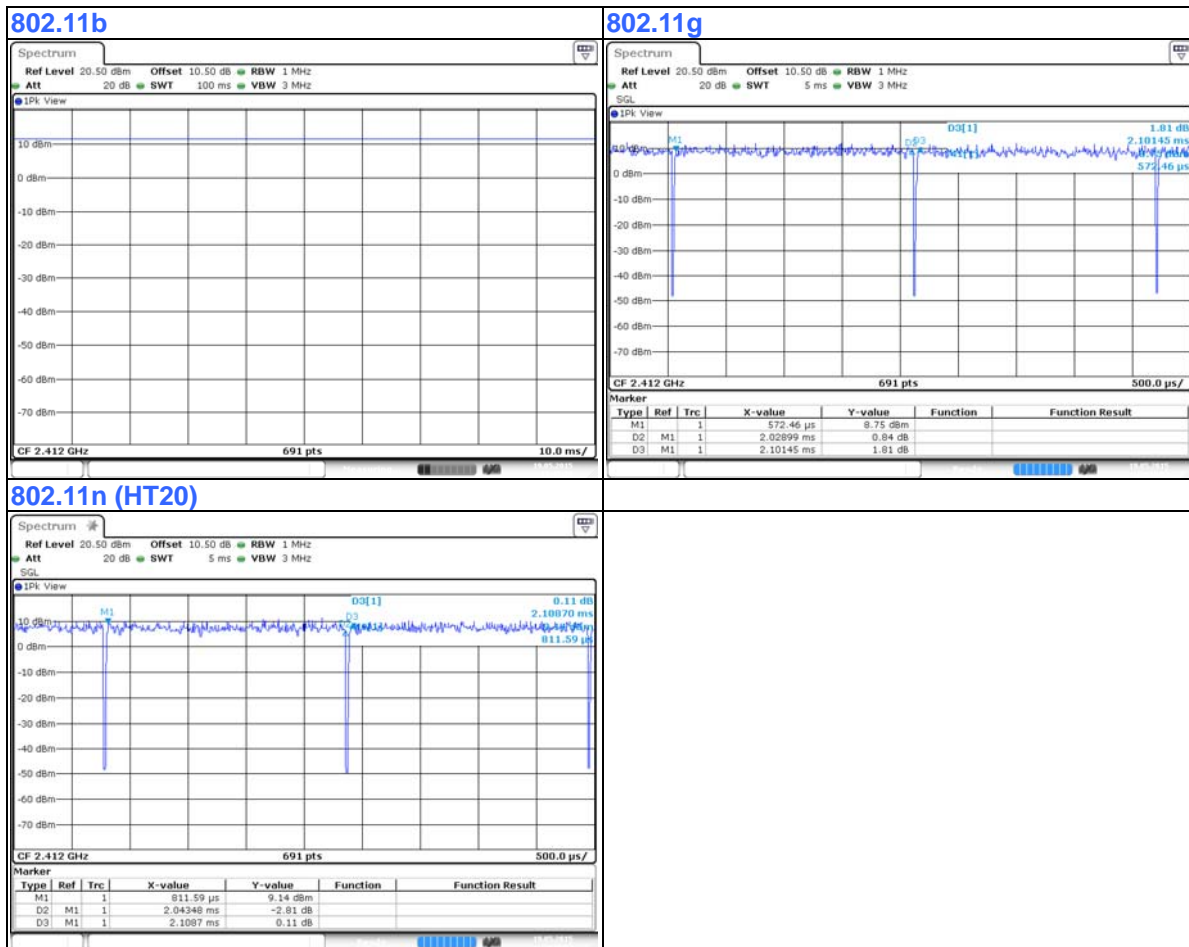 802.11b
Spectrum
Ref Level 20.50 dBm Offset 10.50 dB RBW 1 MHz
Att 20 dB SWT 100 ms VBW 3 MHz
1Pk View
10 dBm
0 dBm
-10 dBm
-20 dBm
-30 dBm
-40 dBm
-50 dBm
-60 dBm
-70 dBm
CF 2.412 GHz 691 pts 10.0 ms/
802.11g
Spectrum
Ref Level 20.50 dBm Offset 10.50 dB RBW 1 MHz
Att 20 dB SWT 5 ms VBW 3 MHz
SGL
1Pk View
D3[1] 1.81 dB
2.10145 ms
572.46 µs
M1
D3
10 dBm
0 dBm
-10 dBm
-20 dBm
-30 dBm
-40 dBm
-50 dBm
-60 dBm
-70 dBm
CF 2.412 GHz 691 pts 500.0 µs/
Marker
Type Ref Trc X-value Y-value Function Function Result
M1 1 572.46 µs 8.75 dBm
D2 M1 1 2.02899 ms 0.84 dB
D3 M1 1 2.10145 ms 1.81 dB
802.11n (HT20)
Spectrum
Ref Level 20.50 dBm Offset 10.50 dB RBW 1 MHz
Att 20 dB SWT 5 ms VBW 3 MHz
SGL
1Pk View
D3[1] 0.11 dB
2.10870 ms
811.59 µs
M1
D3
10 dBm
0 dBm
-10 dBm
-20 dBm
-30 dBm
-40 dBm
-50 dBm
-60 dBm
-70 dBm
CF 2.412 GHz 691 pts 500.0 µs/
Marker
Type Ref Trc X-value Y-value Function Function Result
M1 1 811.59 µs 9.14 dBm
D2 M1 1 2.04348 ms -2.81 dB
D3 M1 1 2.1087 ms 0.11 dB